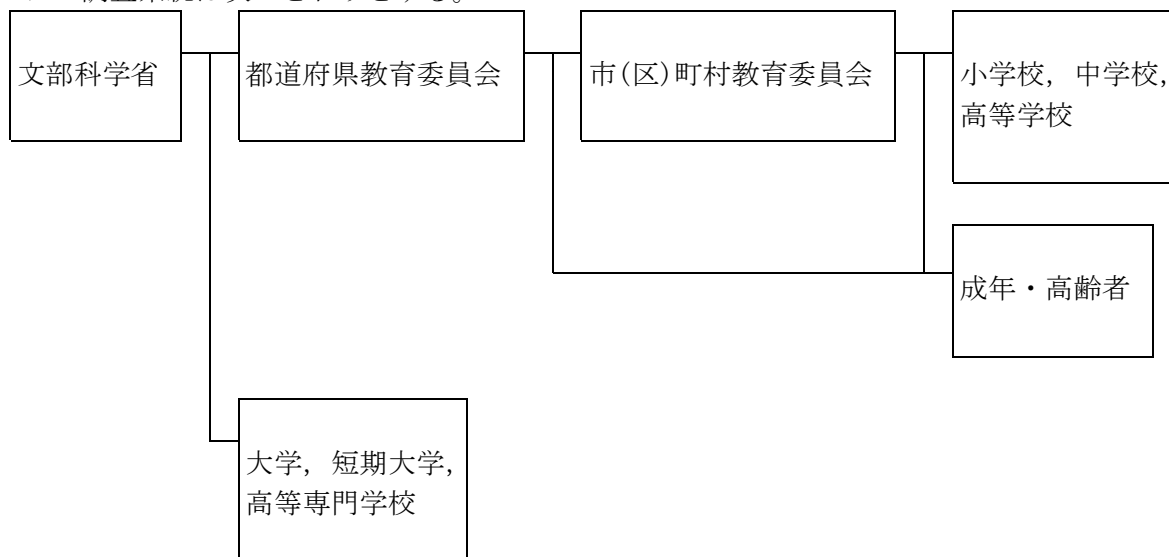 文部科学省
都道府県教育委員会
市(区)町村教育委員会
小学校，中学校，
高等学校
成年・高齢者
大学，短期大学，
高等専門学校